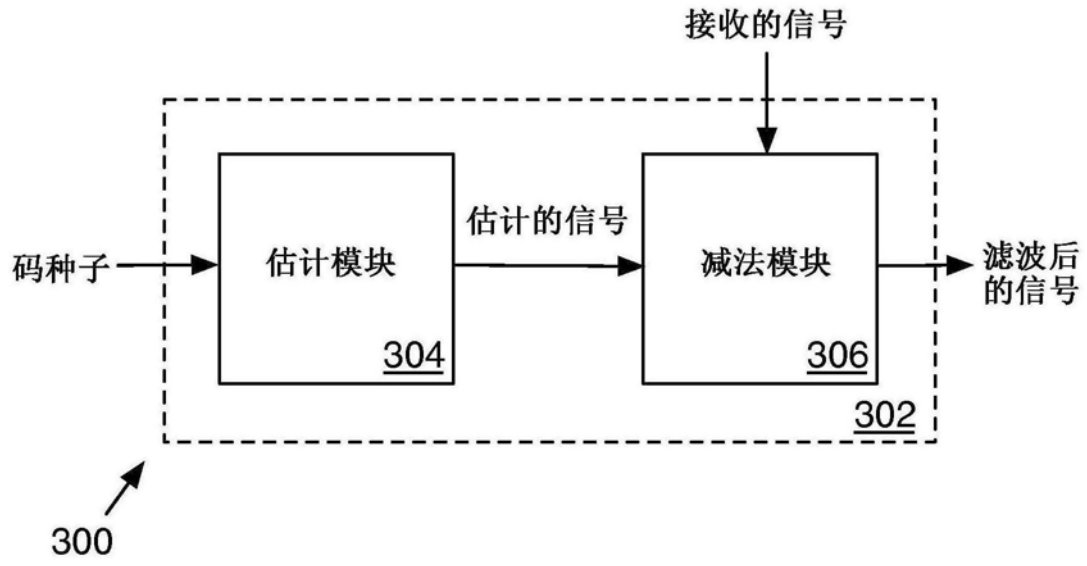 接收的信号
估计的信号
码种子
估计模块
减法模块
滤波后
的信号
304
306
302
300